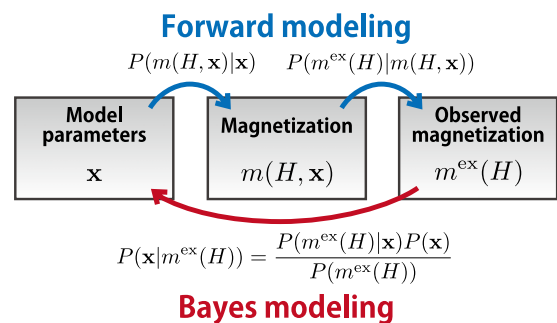 Forward modeling
P(m(H, x)|x) P(m^ex(H)|m(H, x))
Model parameters
x
Magnetization
m(H, x)
Observed magnetization
m^ex(H)
P(x|m^ex(H)) = P(m^ex(H)|x)P(x) / P(m^ex(H))
Bayes modeling